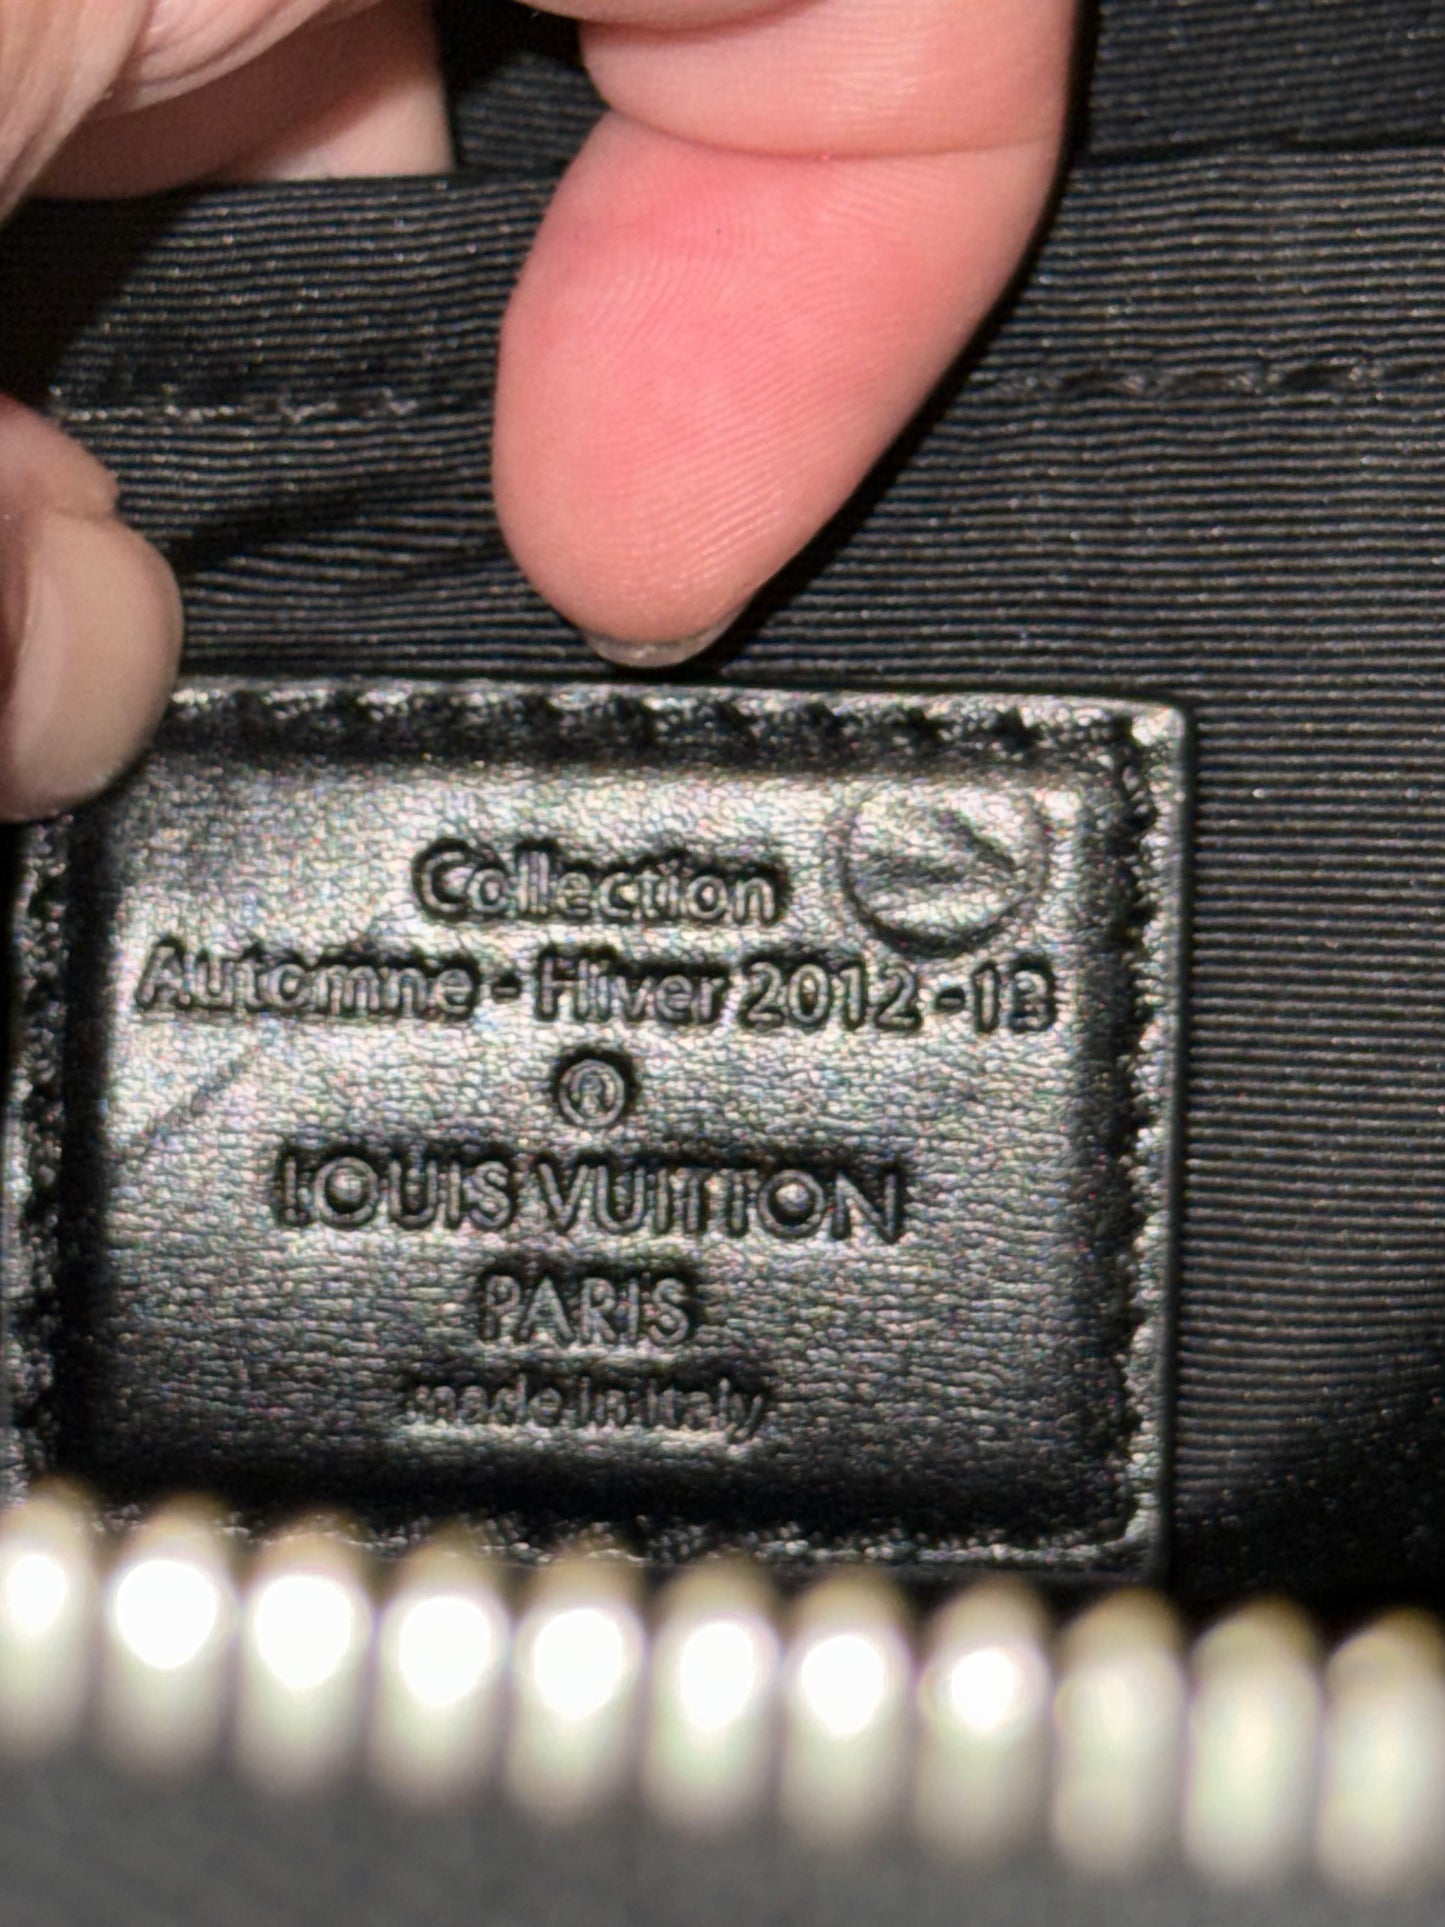 Collection
Automne - Hiver 2012 -13
®
LOUIS VUITTON
PARIS
made in Italy